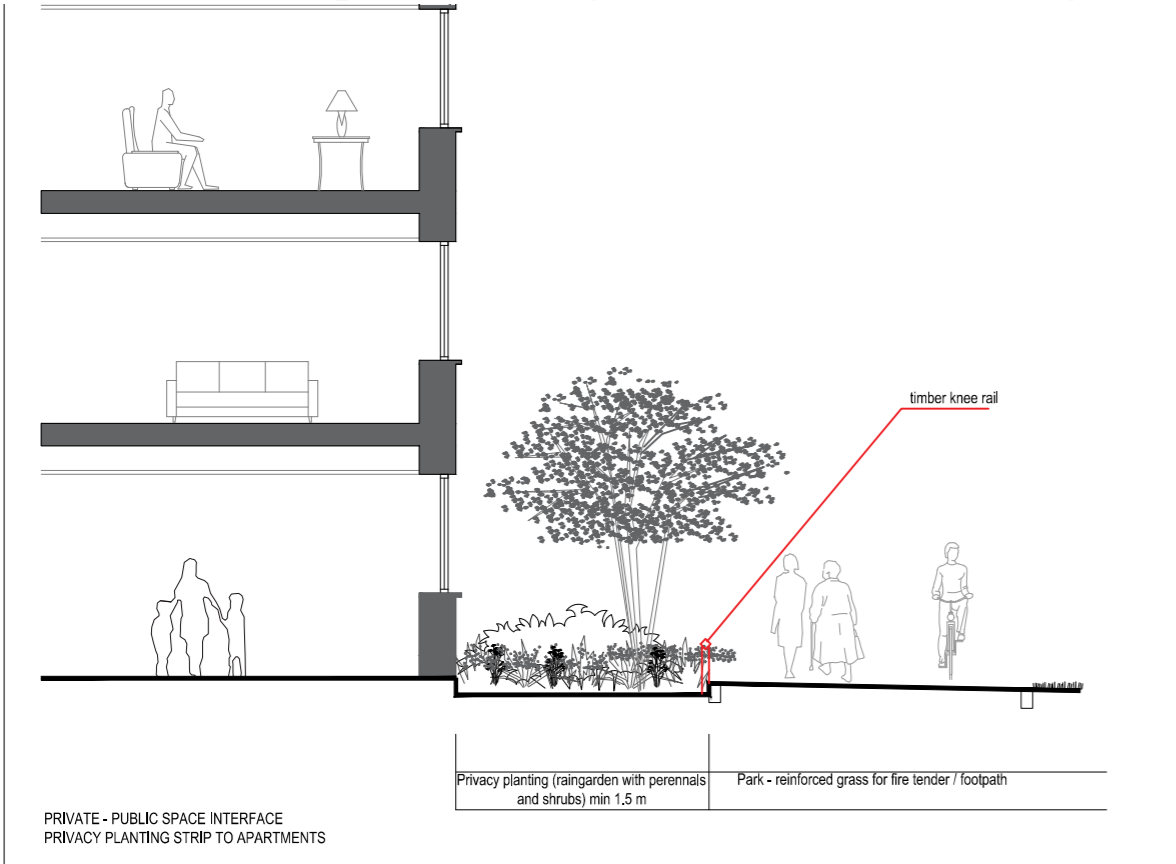 timber knee rail
Privacy planting (raingarden with perennals
and shrubs) min 1.5 m
Park - reinforced grass for fire tender / footpath
PRIVATE - PUBLIC SPACE INTERFACE
PRIVACY PLANTING STRIP TO APARTMENTS